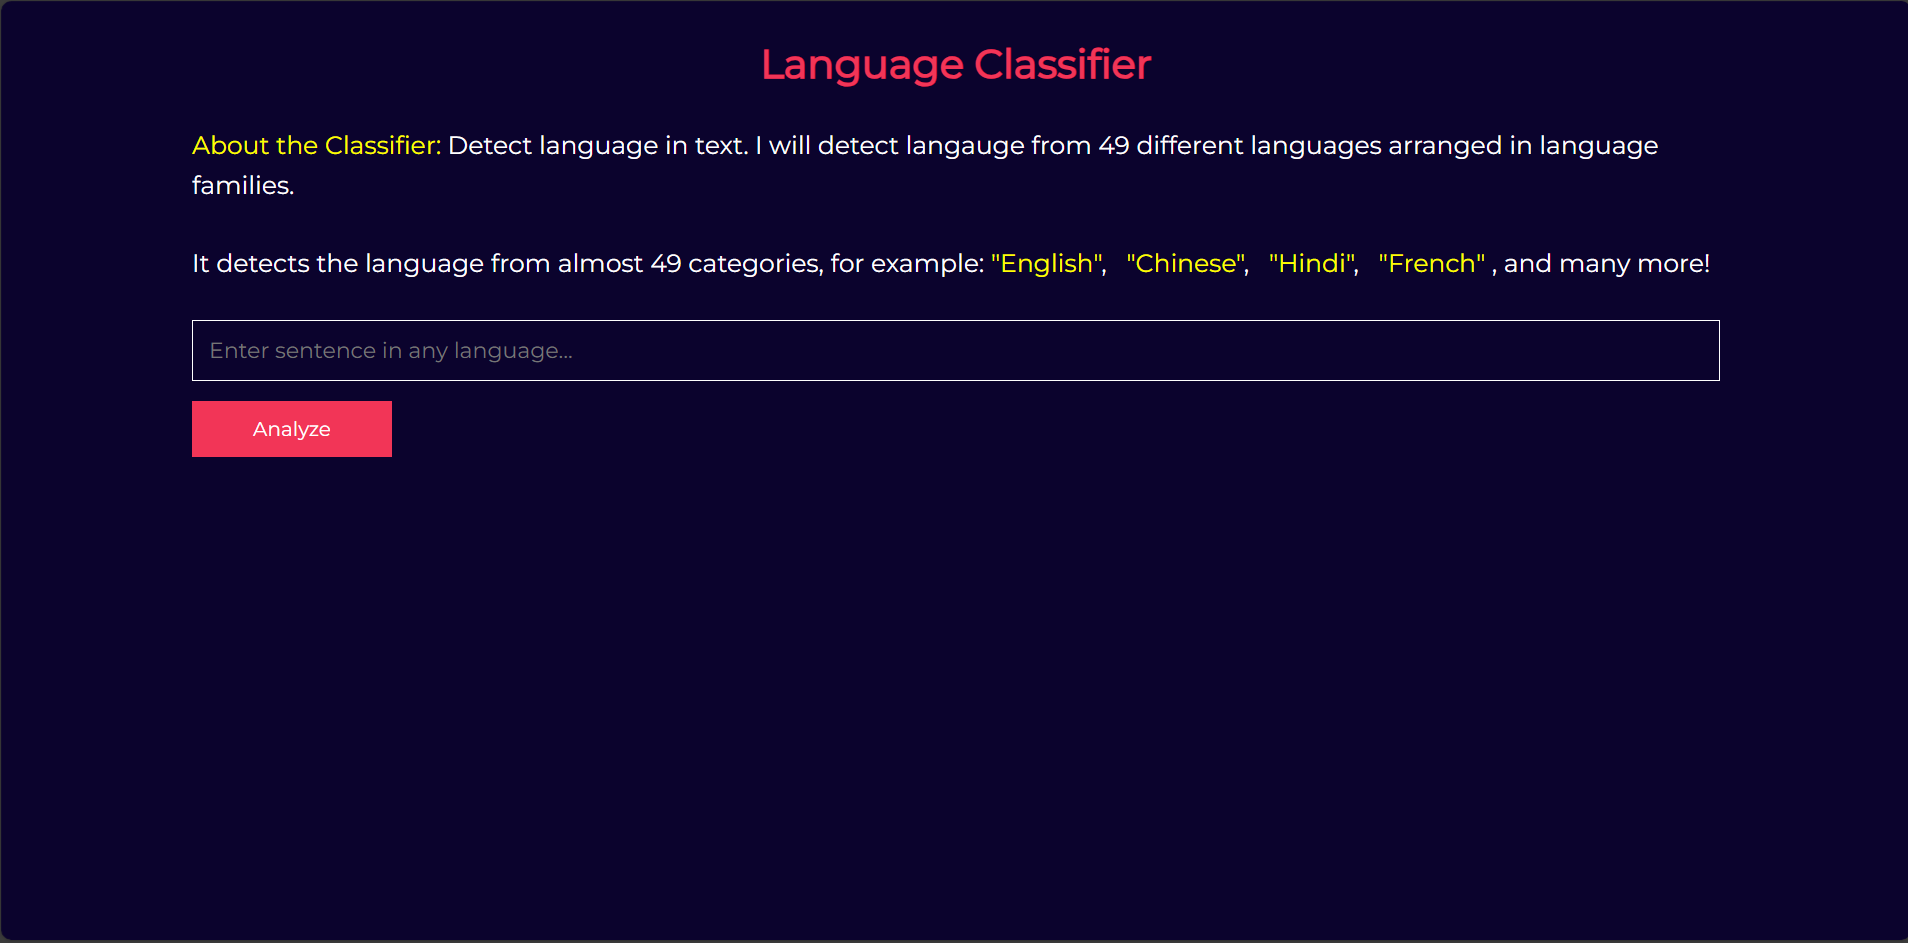 Language Classifier
About the Classifier: Detect language in text. I will detect langauge from 49 different languages arranged in language
families.
It detects the language from almost 49 categories, for example: "English", "Chinese", "Hindi", "French" , and many more!
Enter sentence in any language...
Analyze